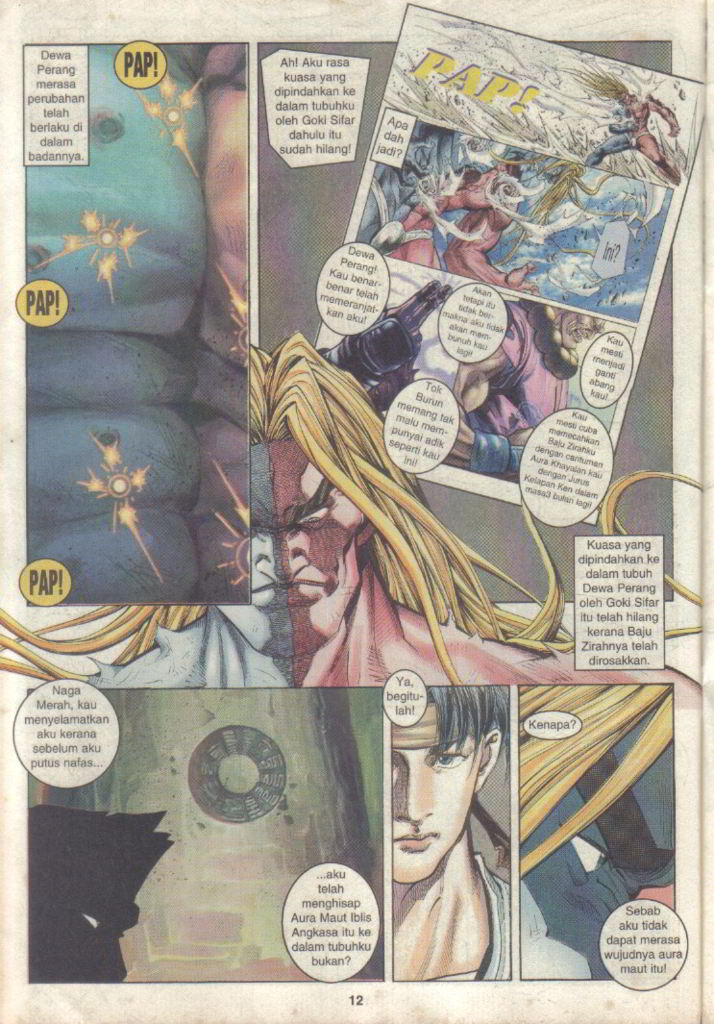 Dewa
Perang
merasa
perubahan
telah
berlaku di
dalam
badannya.
PAP!
PAP!
PAP!
Ah! Aku rasa
kuasa yang
dipindahkan ke
dalam tubuhku
oleh Goki Sifar
dahulu itu
sudah hilang!
PAP!
Apa
dah
jadi?
Ini?
Dewa
Perang!
Kau benar-
benar telah
memeranjat-
kan aku!
Akan
tetapi itu
tidak ber-
makna aku tidak
akan mem-
bunuh kau
lagi!
Kau
mesti
menjadi
ganti
abang
kau!
Tok
Burun
memang tak
malu mem-
punyai adik
seperti kau
ini!
Kau
mesti cuba
memecahkan
Baju Zirahku
dengan cantuman
Aura Khayalan kau
dengan Jurus
Kelapan Ken dalam
masa3 bulan lagi!
Kuasa yang
dipindahkan ke
dalam tubuh
Dewa Perang
oleh Goki Sifar
itu telah hilang
kerana Baju
Zirahnya telah
dirosakkan.
Naga
Merah, kau
menyelamatkan
aku kerana
sebelum aku
putus nafas...
...aku
telah
menghisap
Aura Maut Iblis
Angkasa itu ke
dalam tubuhku
bukan?
Ya,
begitu-
lah!
Kenapa?
Sebab
aku tidak
dapat merasa
wujudnya aura
maut itu!
12